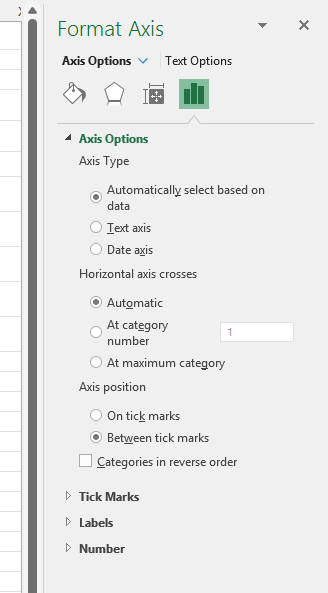 Format Axis
Axis Options Text Options
Axis Options
Axis Type
Automatically select based on
data
Text axis
Date axis
Horizontal axis crosses
Automatic
At category
number
1
At maximum category
Axis position
On tick marks
Between tick marks
Categories in reverse order
Tick Marks
Labels
Number